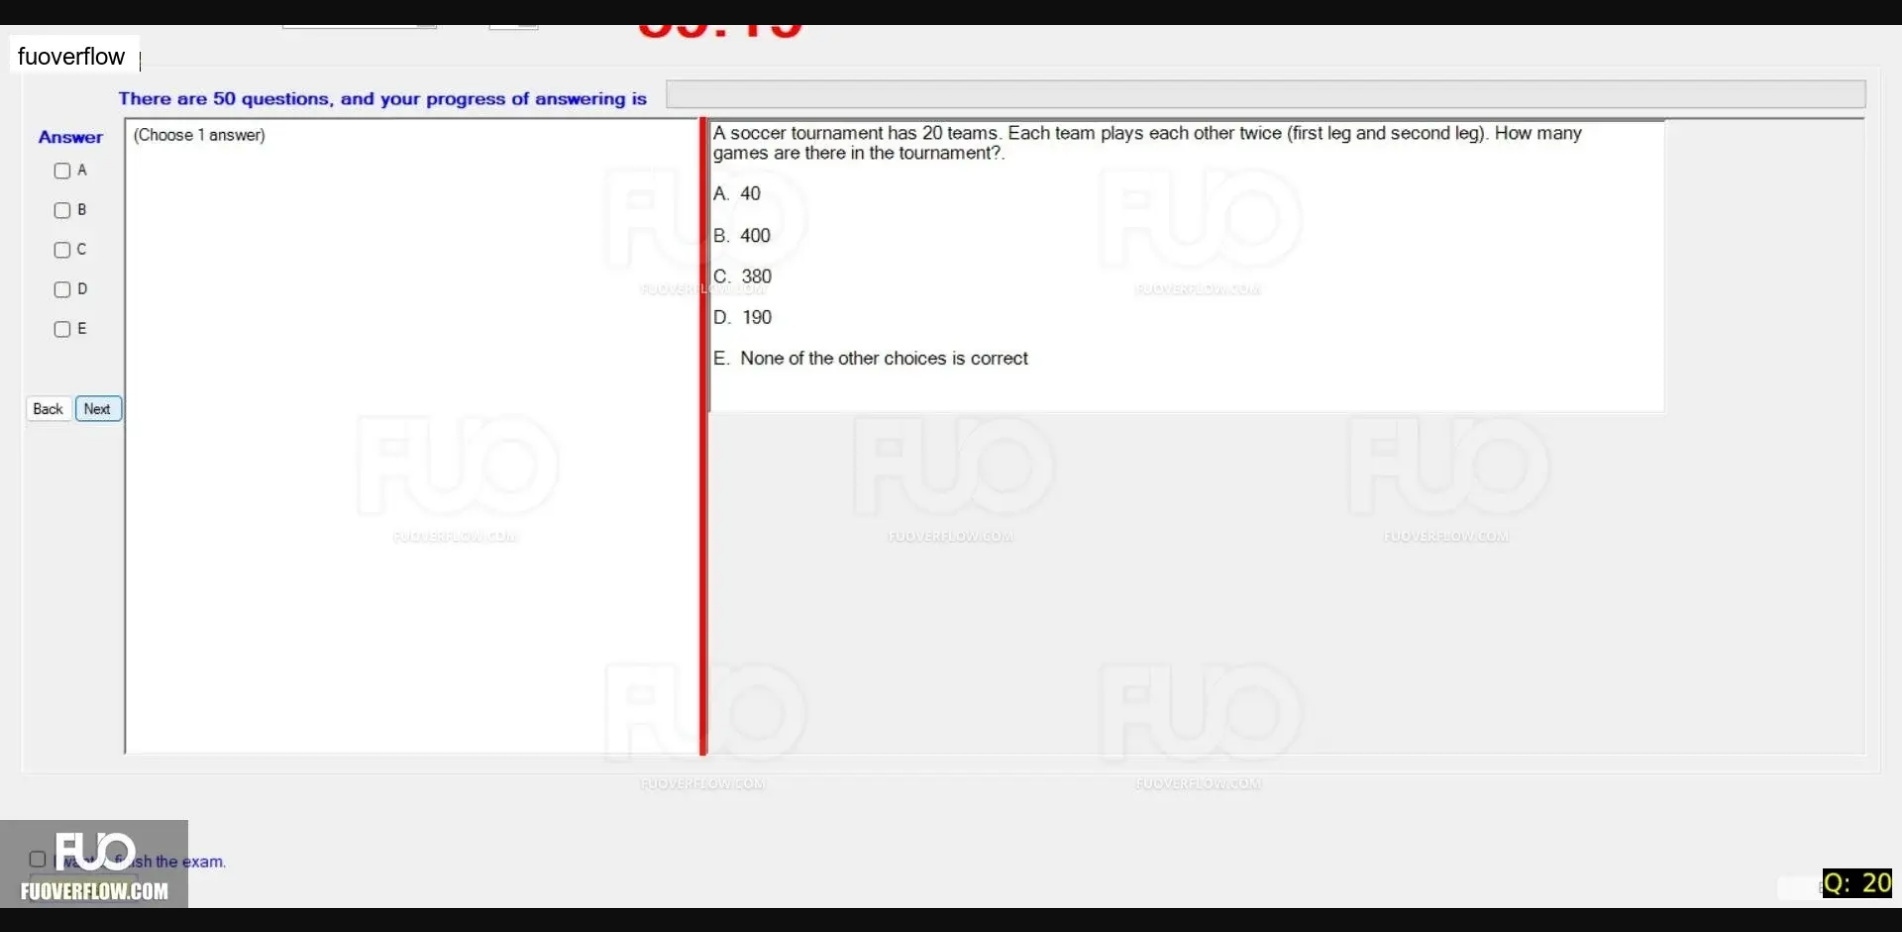 fuoverflow
There are 50 questions, and your progress of answering is
Answer
(Choose 1 answer)
A
B
C
D
E
Back
Next
A soccer tournament has 20 teams. Each team plays each other twice (first leg and second leg). How many
games are there in the tournament?.
A. 40
B. 400
C. 380
D. 190
E. None of the other choices is correct
FUO
FUOVERFLOW.COM
FUO
FUOVERFLOW.COM
FUO
FUOVERFLOW.COM
FUO
FUOVERFLOW.COM
FUO
FUOVERFLOW.COM
FUO
FUOVERFLOW.COM
FUO
FUOVERFLOW.COM
the exam.
FUO
FUOVERFLOW.COM
Q: 20